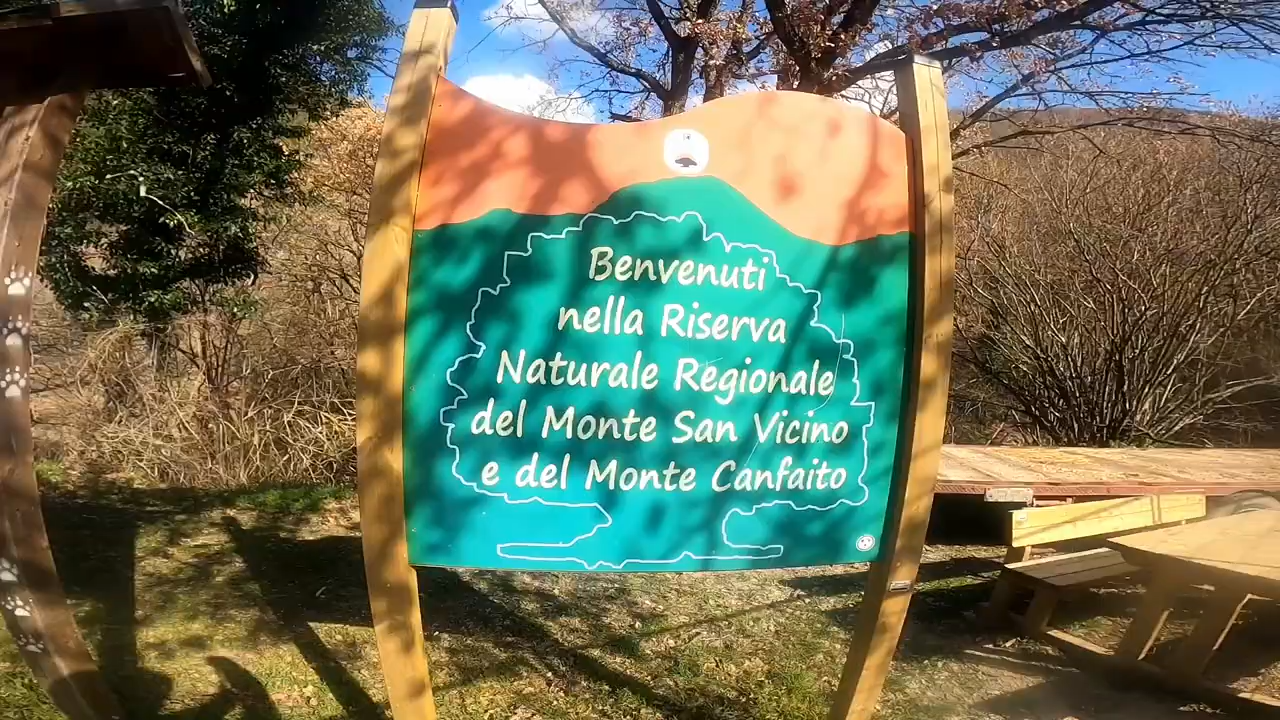 Benvenuti
nella Riserva
Naturale Regionale
del Monte San Vicino
e del Monte Canfaito